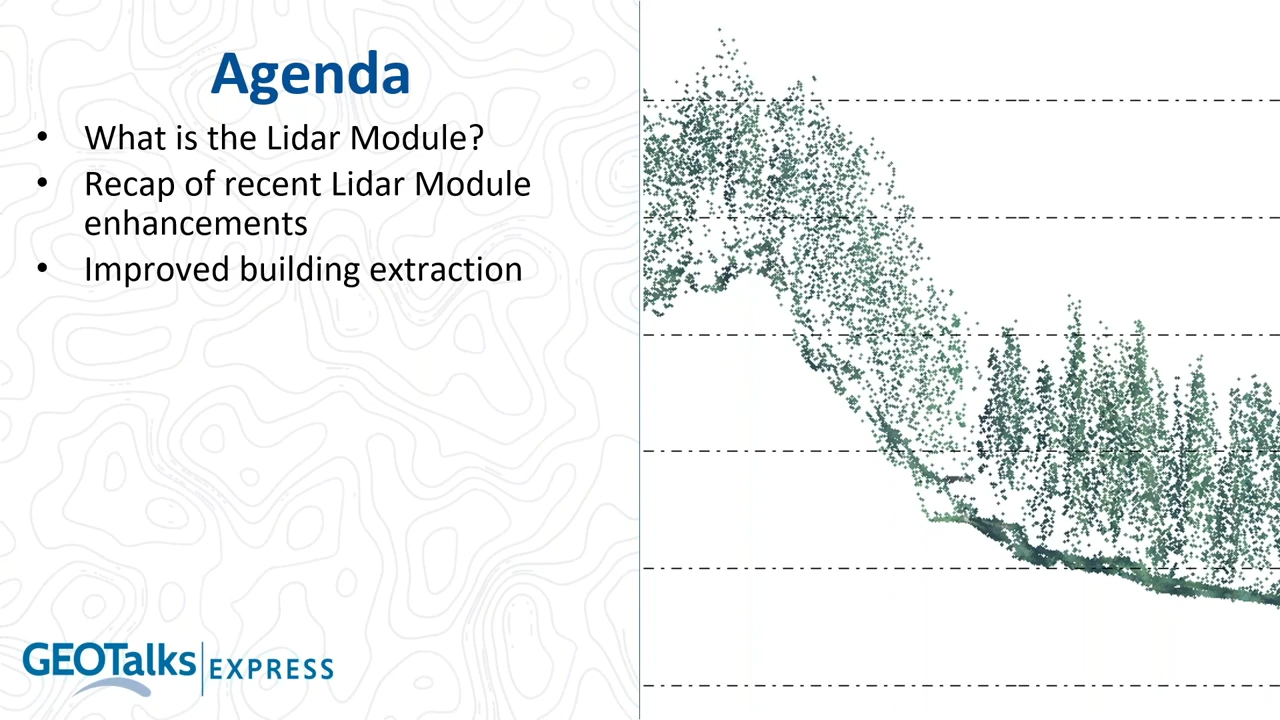 Agenda
• What is the Lidar Module?
• Recap of recent Lidar Module
enhancements
• Improved building extraction
GEOTalks EXPRESS